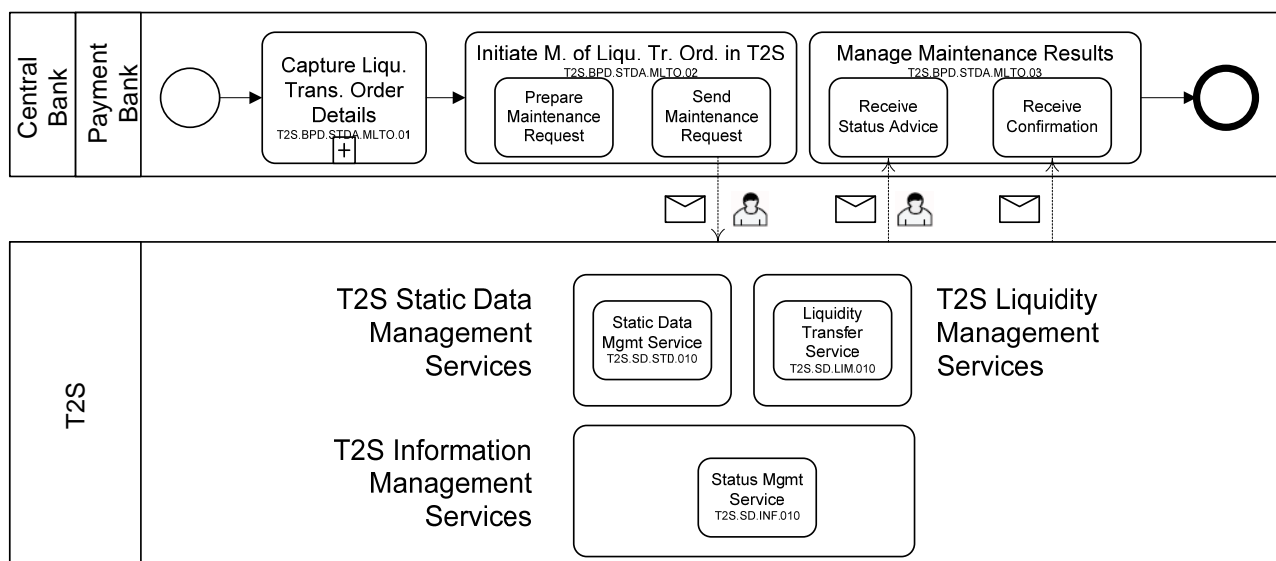 Central
Bank
Payment
Bank
Capture Liqu.
Trans. Order
Details
T2S.BPD.STDA.MLTO.01
Initiate M. of Liqu. Tr. Ord. in T2S
T2S.BPD.STDA.MLTO.02
Prepare
Maintenance
Request
Send
Maintenance
Request
Manage Maintenance Results
T2S.BPD.STDA.MLTO.03
Receive
Status Advice
Receive
Confirmation
T2S
T2S Static Data
Management
Services
Static Data
Mgmt Service
T2S.SD.STD.010
Liquidity
Transfer
Service
T2S.SD.LIM.010
T2S Liquidity
Management
Services
T2S Information
Management
Services
Status Mgmt
Service
T2S.SD.INF.010